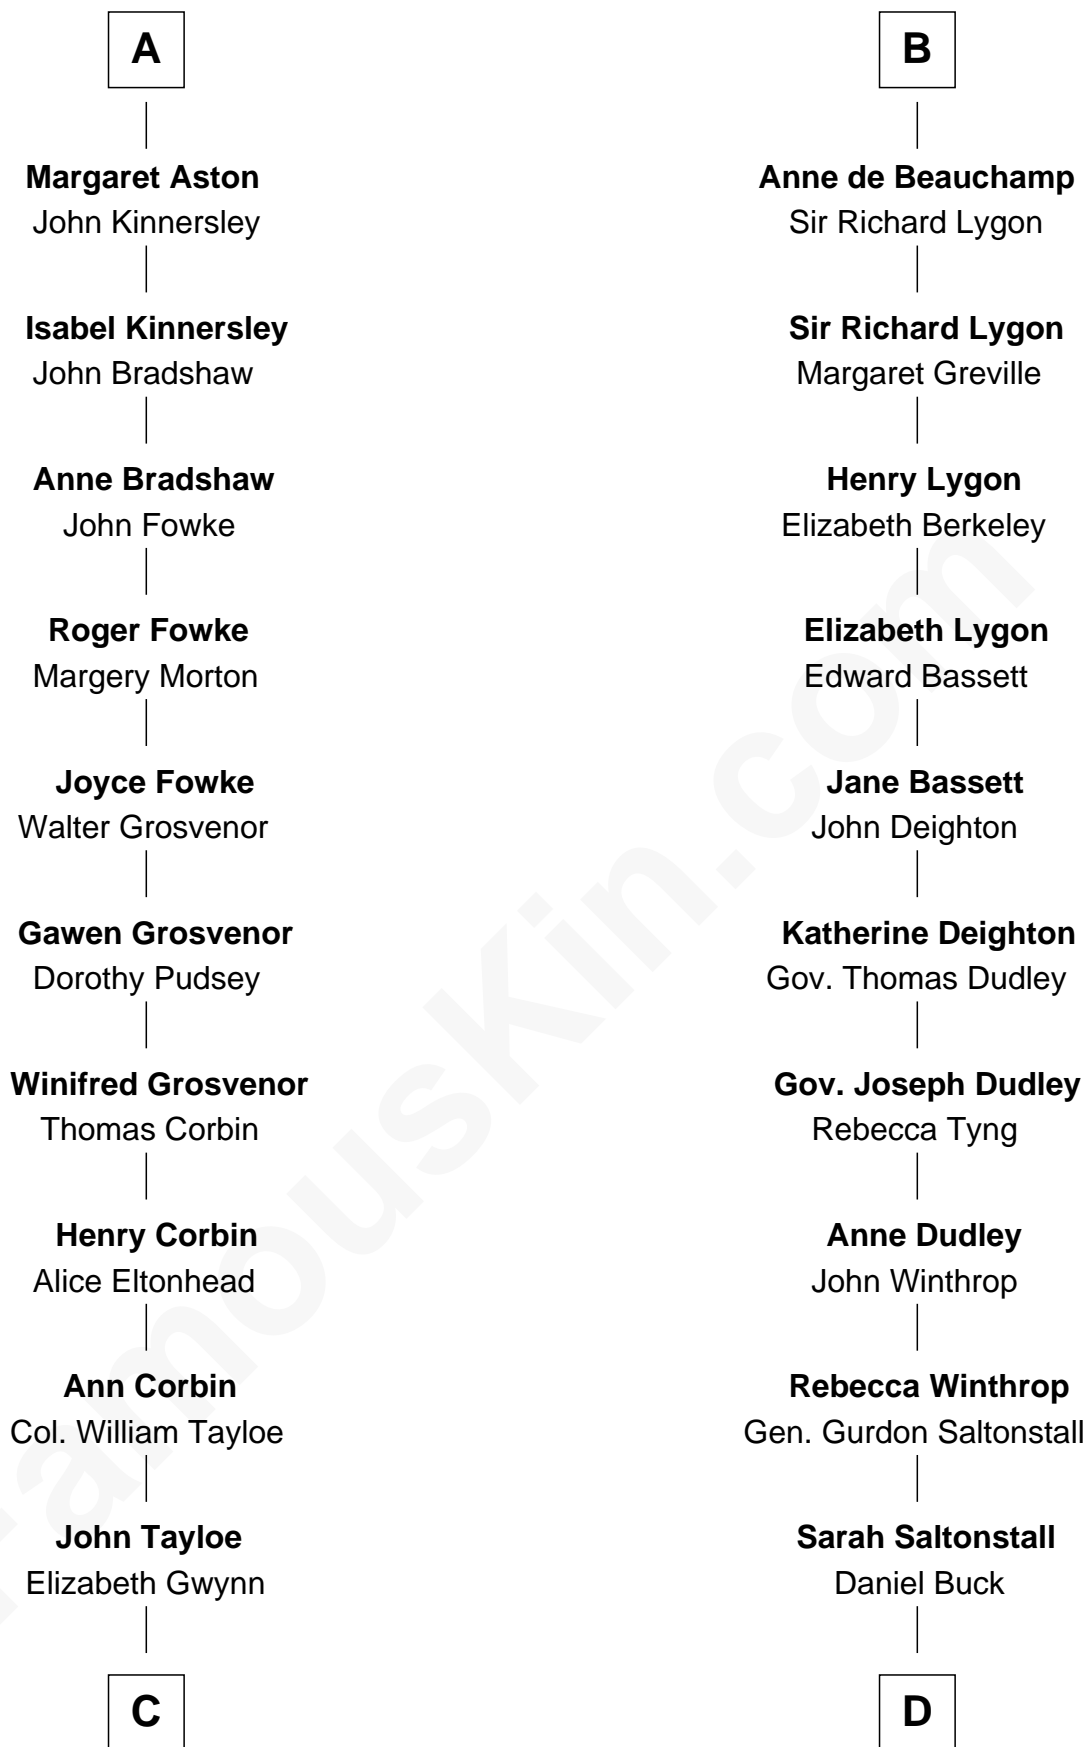 A
Margaret Aston
John Kinnersley
Isabel Kinnersley
John Bradshaw
Anne Bradshaw
John Fowke
Roger Fowke
Margery Morton
Joyce Fowke
Walter Grosvenor
Gawen Grosvenor
Dorothy Pudsey
Winifred Grosvenor
Thomas Corbin
Henry Corbin
Alice Eltonhead
Ann Corbin
Col. William Tayloe
John Tayloe
Elizabeth Gwynn
C
B
Anne de Beauchamp
Sir Richard Lygon
Sir Richard Lygon
Margaret Greville
Henry Lygon
Elizabeth Berkeley
Elizabeth Lygon
Edward Bassett
Jane Bassett
John Deighton
Katherine Deighton
Gov. Thomas Dudley
Gov. Joseph Dudley
Rebecca Tyng
Anne Dudley
John Winthrop
Rebecca Winthrop
Gen. Gurdon Saltonstall
Sarah Saltonstall
Daniel Buck
D
FamousKin.com